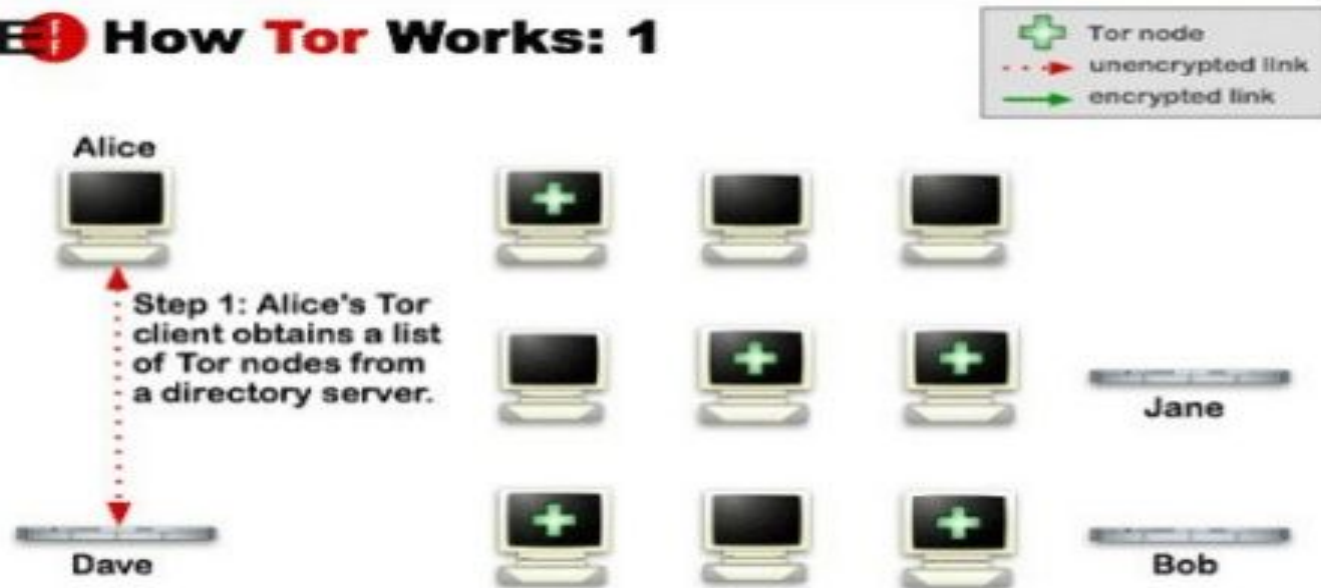 E How Tor Works: 1
Tor node
unencrypted link
encrypted link
Alice
Step 1: Alice's Tor
client obtains a list
of Tor nodes from
a directory server.
Jane
Dave
Bob